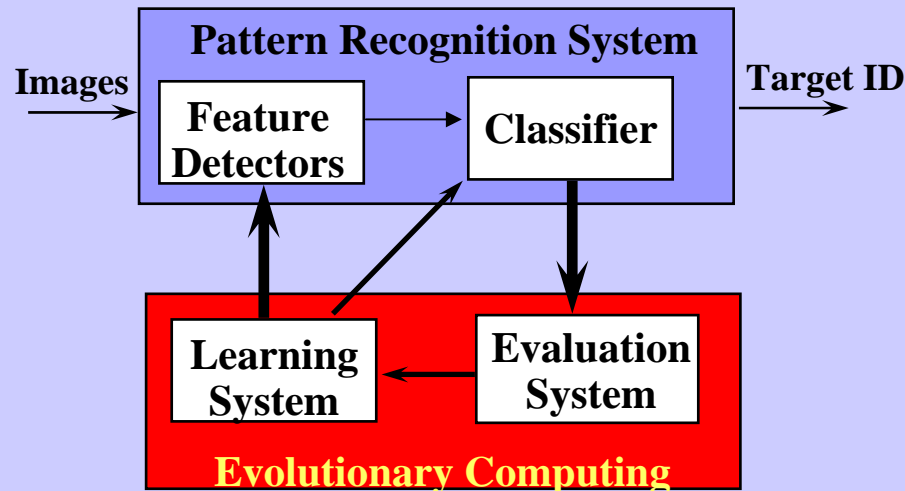 Pattern Recognition System
Images
Target ID
Feature
Detectors
Classifier
Learning
System
Evaluation
System
Evolutionary Computing